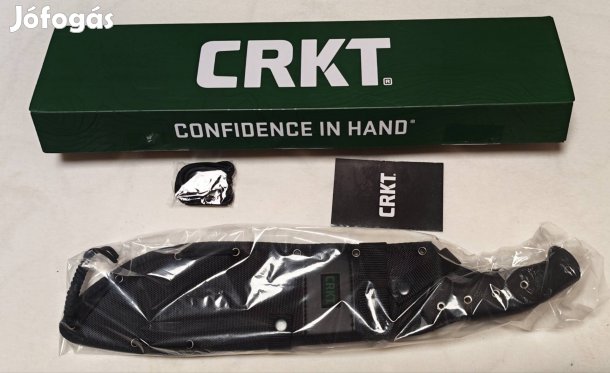 Jófogás
CRKT®
CONFIDENCE IN HAND®
CRKT.
CRKT